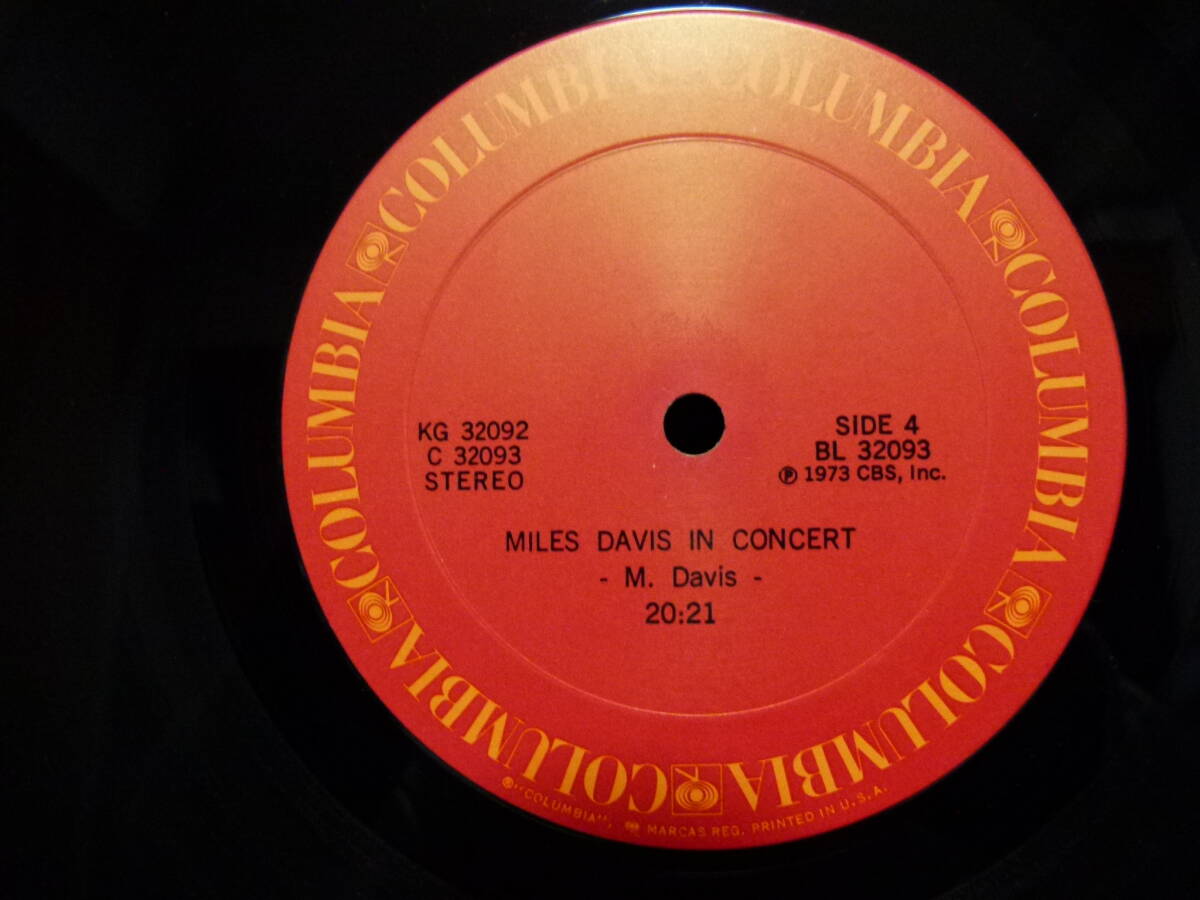 COLUMBIA COLUMBIA COLUMBIA COLUMBIA COLUMBIA COLUMBIA COLUMBIA COLUMBIA
KG 32092
C 32093
STEREO
SIDE 4
BL 32093
℗ 1973 CBS, Inc.
MILES DAVIS IN CONCERT
- M. Davis -
20:21
®"COLUMBIA", MARCAS REG. PRINTED IN U.S.A.